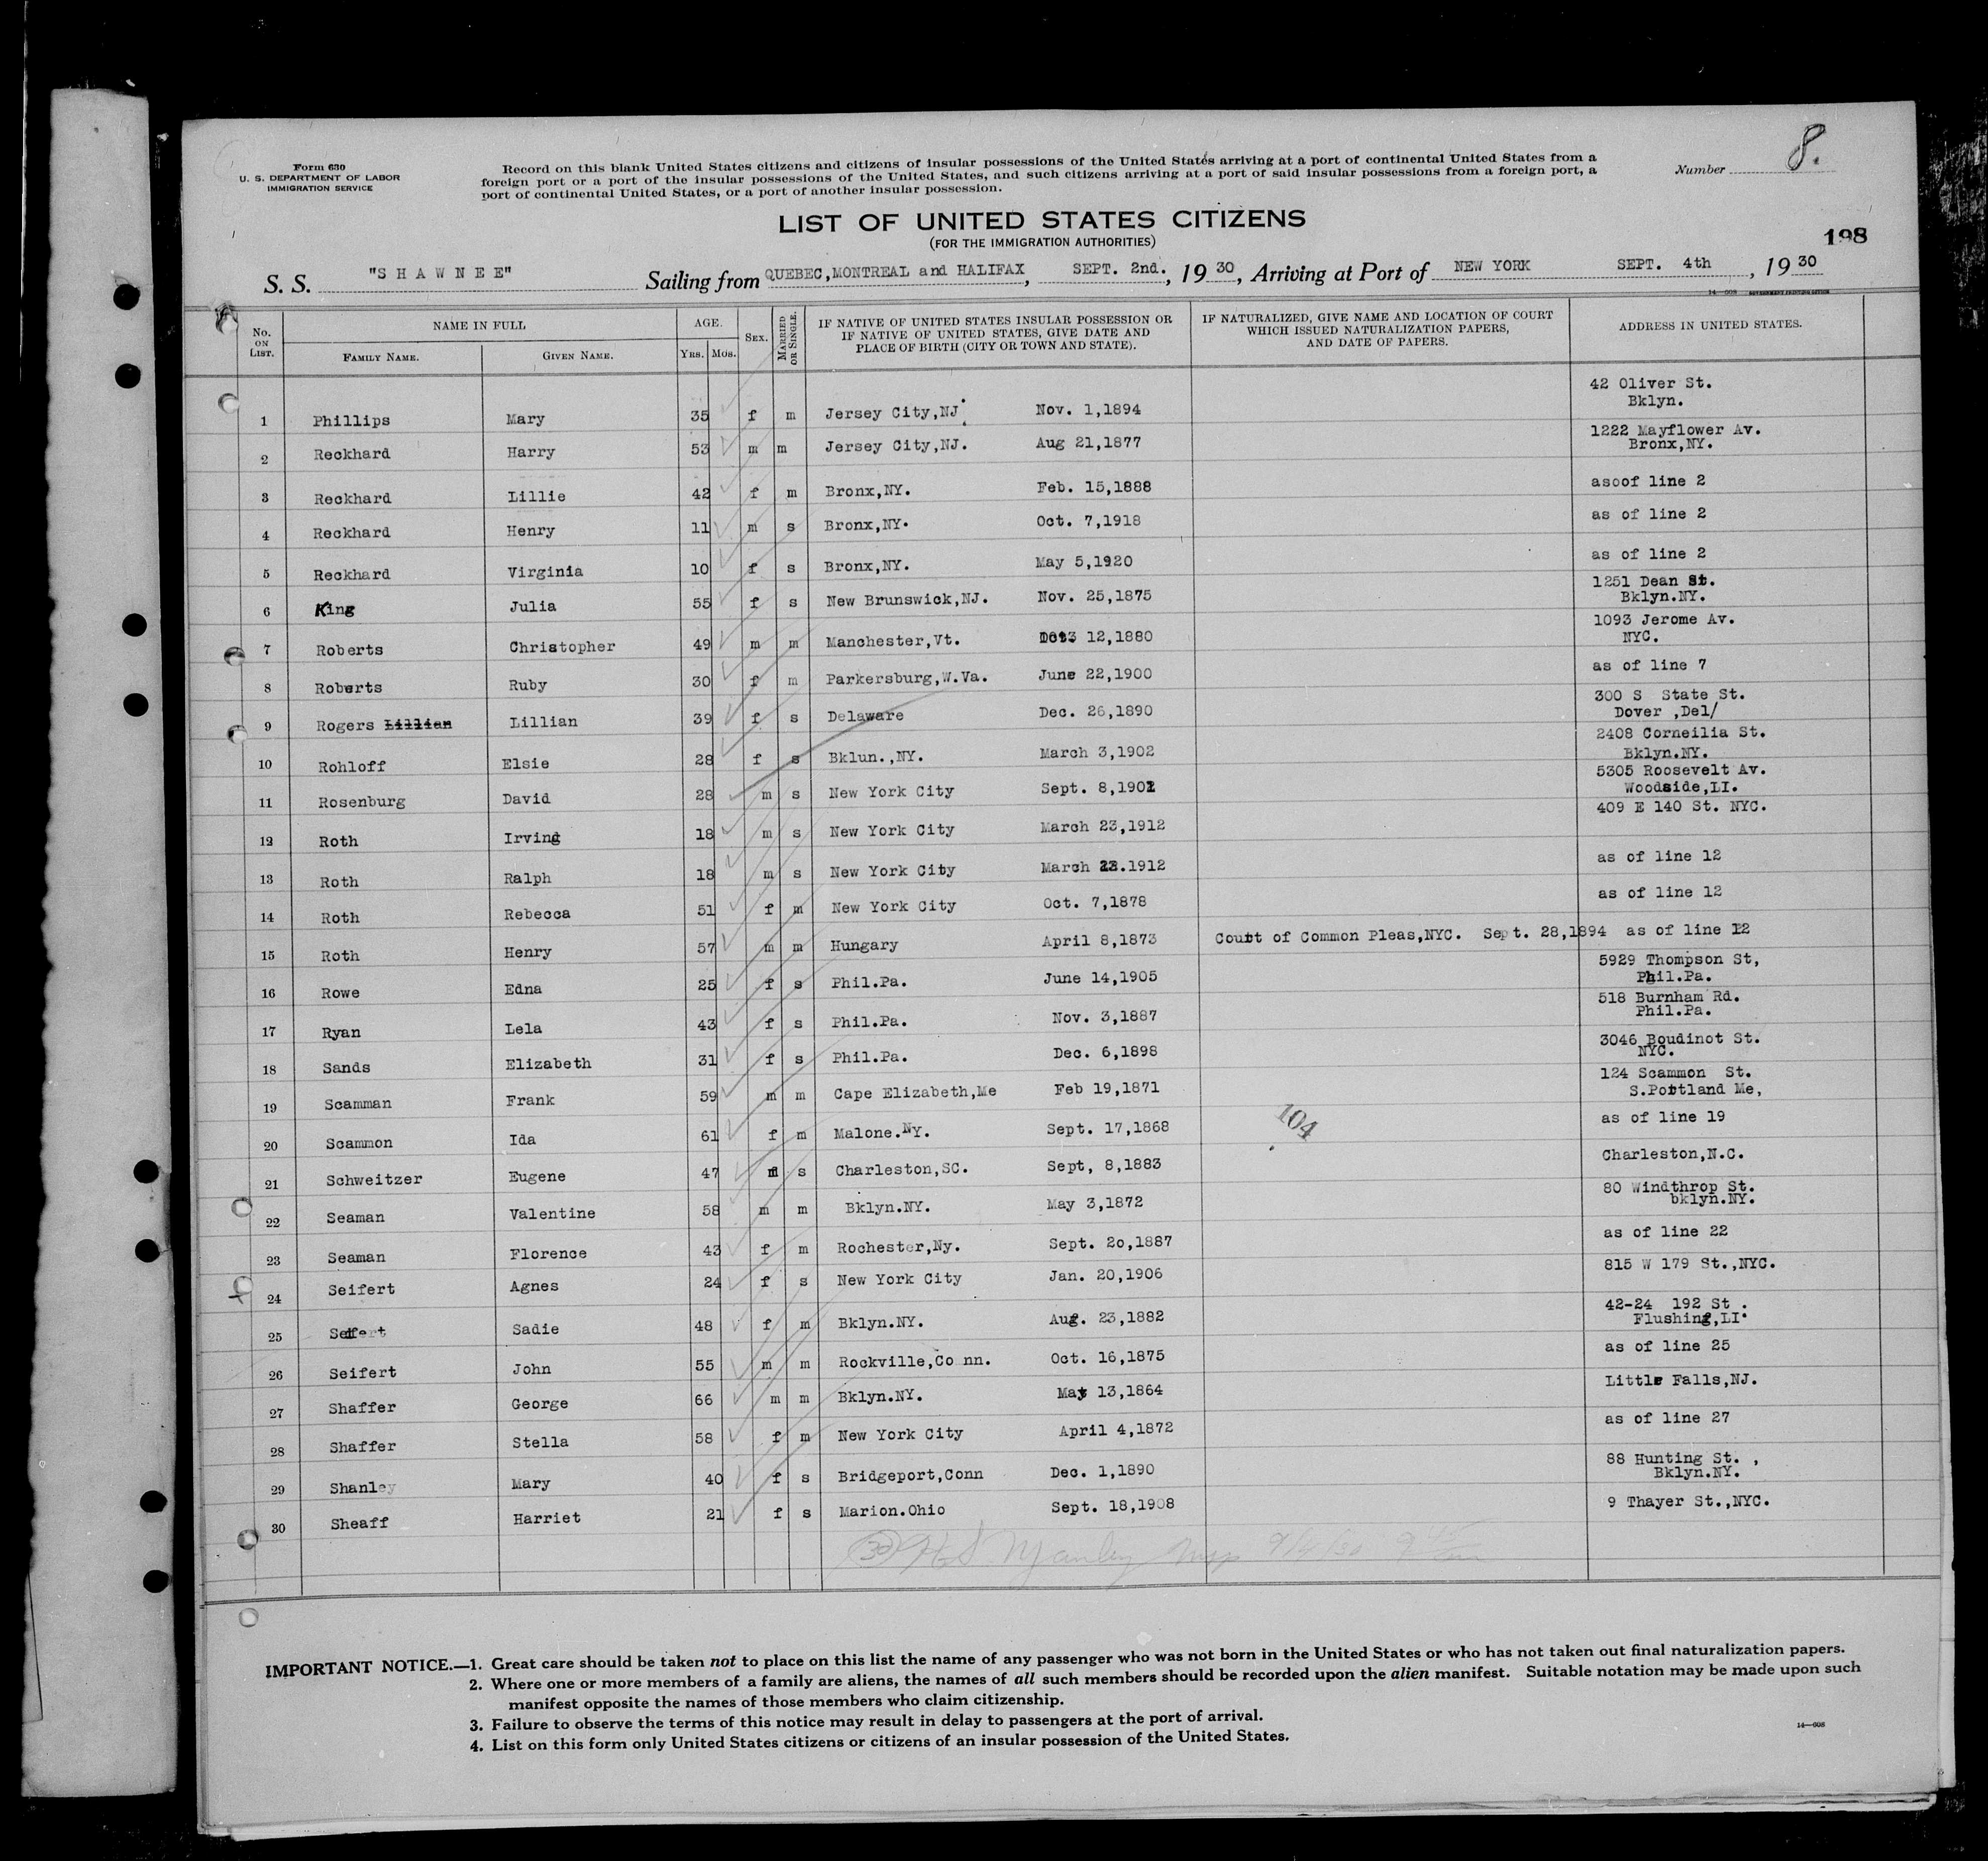 Form 630
U. S. DEPARTMENT OF LABOR
IMMIGRATION SERVICE
Record on this blank United States citizens and citizens of insular possessions of the United States arriving at a port of continental United States from a
foreign port or a port of the insular possessions of the United States, and such citizens arriving at a port of said insular possessions from a foreign port, a
port of continental United States, or a port of another insular possession.
Number 8.
LIST OF UNITED STATES CITIZENS
(FOR THE IMMIGRATION AUTHORITIES)
198
S. S. "S H A W N E E" Sailing from QUEBEC,MONTREAL and HALIFAX, SEPT. 2nd., 19 30, Arriving at Port of NEW YORK SEPT. 4th, 19 30
14—608 GOVERNMENT PRINTING OFFICE
No. ON LIST. NAME IN FULL FAMILY NAME. GIVEN NAME. AGE. YRS. MOS. SEX. MARRIED OR SINGLE. IF NATIVE OF UNITED STATES INSULAR POSSESSION OR IF NATIVE OF UNITED STATES, GIVE DATE AND PLACE OF BIRTH (CITY OR TOWN AND STATE). IF NATURALIZED, GIVE NAME AND LOCATION OF COURT WHICH ISSUED NATURALIZATION PAPERS, AND DATE OF PAPERS. ADDRESS IN UNITED STATES.
1 Phillips Mary 35 f m Jersey City,NJ. Nov. 1,1894 42 Oliver St. Bklyn.
2 Reckhard Harry 53 m m Jersey City,NJ. Aug 21,1877 1222 Mayflower Av. Bronx,NY.
3 Reckhard Lillie 42 f m Bronx,NY. Feb. 15,1888 asoof line 2
4 Reckhard Henry 11 m s Bronx,NY. Oct. 7,1918 as of line 2
5 Reckhard Virginia 10 f s Bronx,NY. May 5,1920 as of line 2
6 King Julia 55 f s New Brunswick,NJ. Nov. 25,1875 1251 Dean St. Bklyn.NY.
7 Roberts Christopher 49 m m Manchester,Vt. 12,1880 1093 Jerome Av. NYC.
8 Roberts Ruby 30 f m Parkersburg,W.Va. June 22,1900 as of line 7
9 Rogers Lillian Lillian 39 f s Delaware Dec. 26,1890 300 S State St. Dover ,Del/
10 Rohloff Elsie 28 f s Bklun.,NY. March 3,1902 2408 Corneilia St. Bklyn.NY.
11 Rosenburg David 28 m s New York City Sept. 8,1901 5305 Roosevelt Av. Woodside,LI.
12 Roth Irving 18 m s New York City March 23,1912 409 E 140 St. NYC.
13 Roth Ralph 18 m s New York City March 23.1912 as of line 12
14 Roth Rebecca 51 f m New York City Oct. 7,1878 as of line 12
15 Roth Henry 57 m m Hungary April 8,1873 Court of Common Pleas,NYC. Sept. 28,1894 as of line 12
16 Rowe Edna 25 f s Phil.Pa. June 14,1905 5929 Thompson St, Phil.Pa.
17 Ryan Lela 43 f s Phil.Pa. Nov. 3,1887 518 Burnham Rd. Phil.Pa.
18 Sands Elizabeth 31 f s Phil.Pa. Dec. 6,1898 3046 Boudinot St. NYC.
19 Scamman Frank 59 m m Cape Elizabeth,Me Feb 19,1871 124 Scammon St. S.Portland Me,
20 Scammon Ida 61 f m Malone.NY. Sept. 17,1868 104 as of line 19
21 Schweitzer Eugene 47 m s Charleston,SC. Sept, 8,1883 Charleston,N.C.
22 Seaman Valentine 58 m m Bklyn.NY. May 3,1872 80 Windthrop St. bklyn.NY.
23 Seaman Florence 43 f m Rochester,Ny. Sept. 2o,1887 as of line 22
24 Seifert Agnes 24 f s New York City Jan. 20,1906 815 W 179 St.,NYC.
25 Seifert Sadie 48 f m Bklyn.NY. Aug. 23,1882 42-24 192 St . Flushing,LI.
26 Seifert John 55 m m Rockville,Co nn. Oct. 16,1875 as of line 25
27 Shaffer George 66 m m Bklyn.NY. May 13,1864 Little Falls,NJ.
28 Shaffer Stella 58 f m New York City April 4,1872 as of line 27
29 Shanley Mary 40 f s Bridgeport,Conn Dec. 1,1890 88 Hunting St. , Bklyn.NY.
30 Sheaff Harriet 21 f s Marion.Ohio Sept. 18,1908 9 Thayer St.,NYC.
30
IMPORTANT NOTICE.—1. Great care should be taken not to place on this list the name of any passenger who was not born in the United States or who has not taken out final naturalization papers.
2. Where one or more members of a family are aliens, the names of all such members should be recorded upon the alien manifest. Suitable notation may be made upon such
manifest opposite the names of those members who claim citizenship.
3. Failure to observe the terms of this notice may result in delay to passengers at the port of arrival.
4. List on this form only United States citizens or citizens of an insular possession of the United States.
14—608